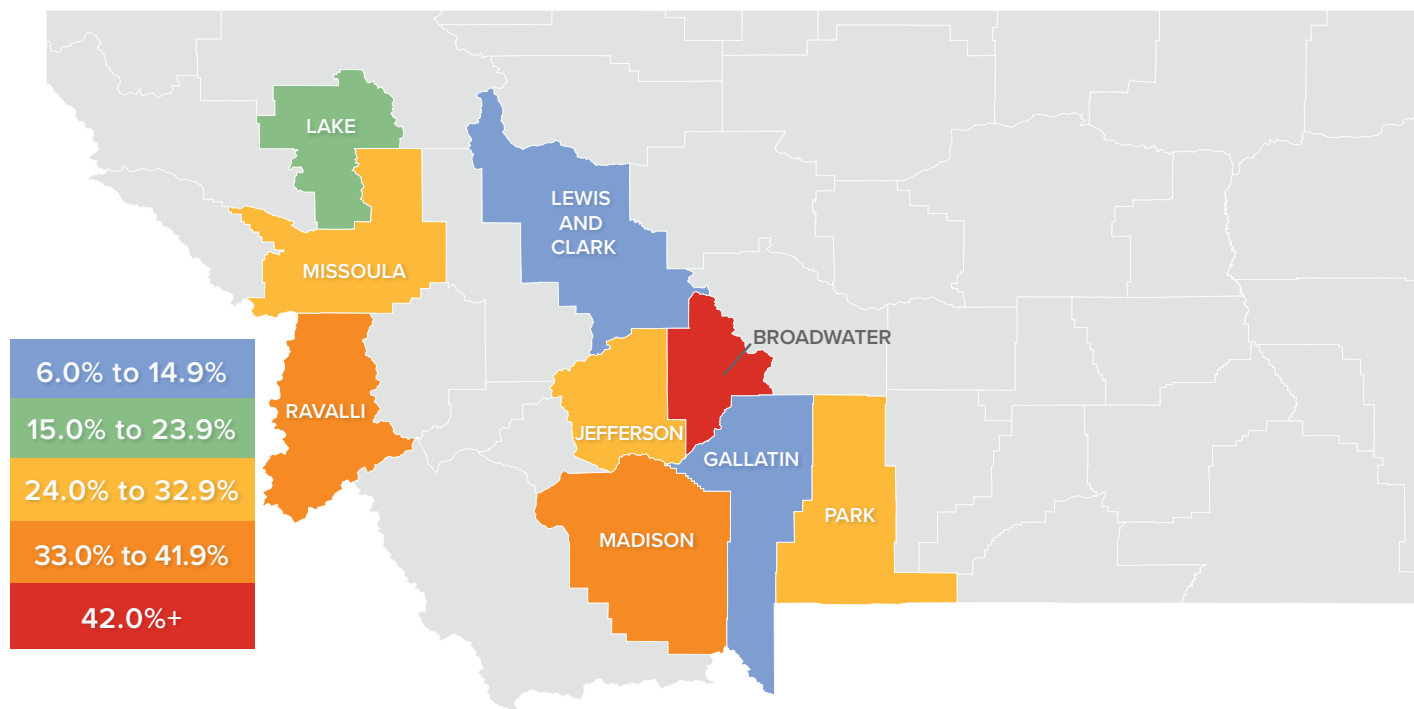 LAKE
LEWIS
AND
CLARK
MISSOULA
BROADWATER
6.0% to 14.9%
15.0% to 23.9%
24.0% to 32.9%
33.0% to 41.9%
42.0%+
RAVALLI
JEFFERSON
GALLATIN
PARK
MADISON